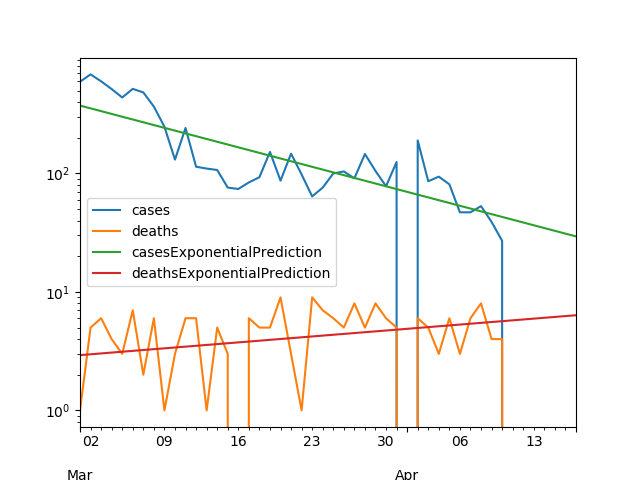 10²
10¹
10⁰
cases
deaths
casesExponentialPrediction
deathsExponentialPrediction
02 09 16 23 30 06 13
Mar Apr